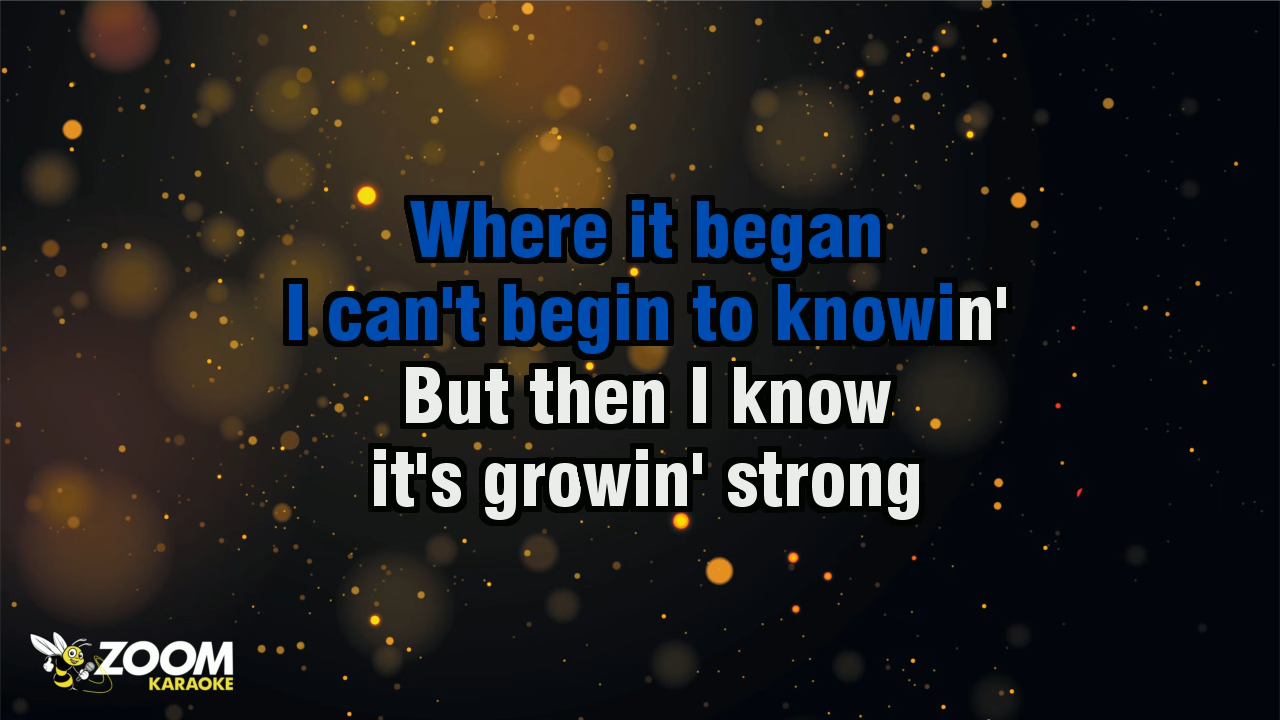 Where it began
I can't begin to knowin'
But then I know
it's growin' strong
ZOOM
KARAOKE